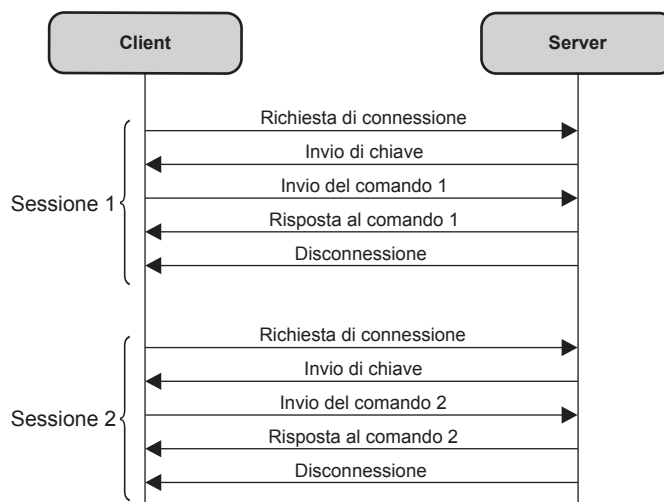 Client
Server
Richiesta di connessione
Invio di chiave
Invio del comando 1
Sessione 1
Risposta al comando 1
Disconnessione
Richiesta di connessione
Invio di chiave
Invio del comando 2
Sessione 2
Risposta al comando 2
Disconnessione